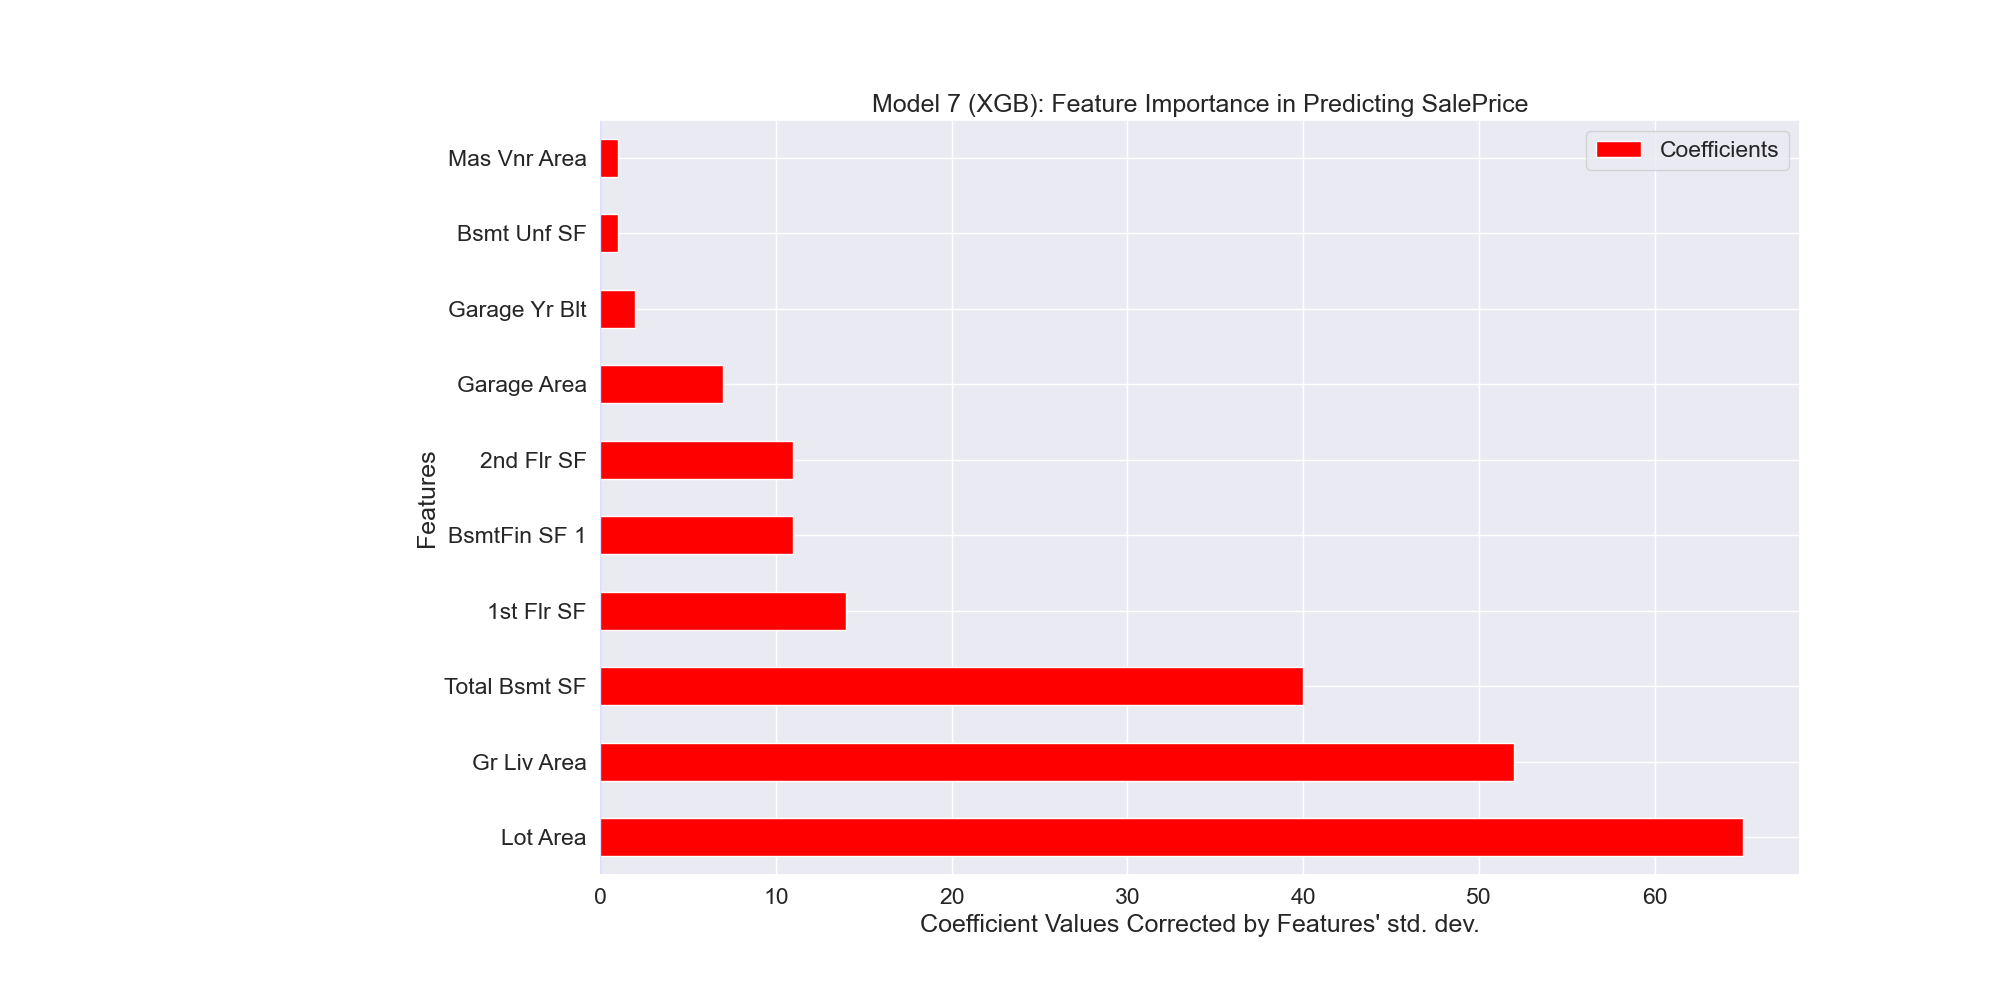 Model 7 (XGB): Feature Importance in Predicting SalePrice
Coefficients
Features
Mas Vnr Area
Bsmt Unf SF
Garage Yr Blt
Garage Area
2nd Flr SF
BsmtFin SF 1
1st Flr SF
Total Bsmt SF
Gr Liv Area
Lot Area
0 10 20 30 40 50 60
Coefficient Values Corrected by Features' std. dev.